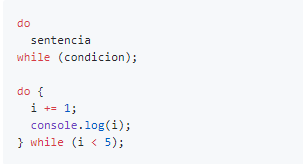 do
  sentencia
while (condicion);

do {
  i += 1;
  console.log(i);
} while (i < 5);